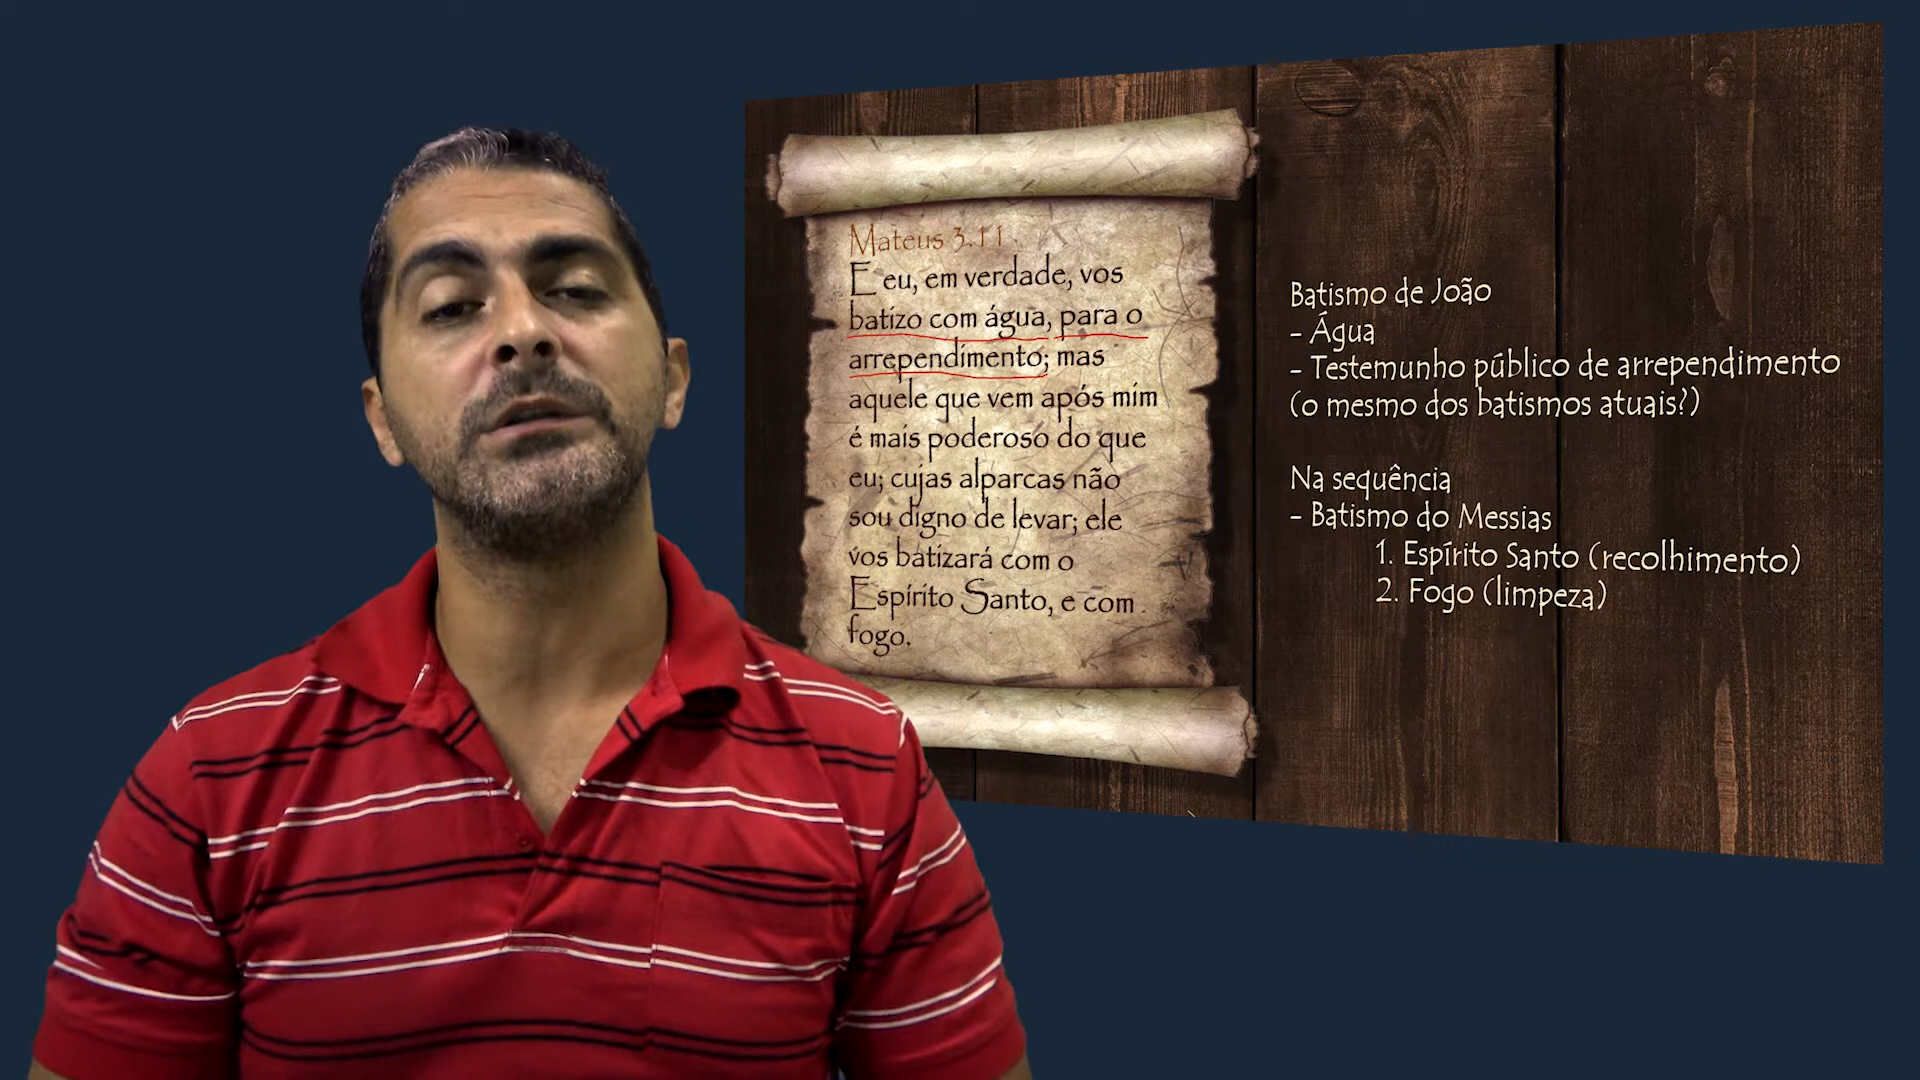 Mateus 3.11
E eu, em verdade, vos
batizo com água, para o
arrependimento; mas
aquele que vem após mim
é mais poderoso do que
eu; cujas alparcas não
sou digno de levar; ele
vos batizará com o
Espírito Santo, e com
fogo.
Batismo de João
- Água
- Testemunho público de arrependimento
(o mesmo dos batismos atuais?)
Na sequência
- Batismo do Messias
1. Espírito Santo (recolhimento)
2. Fogo (limpeza)